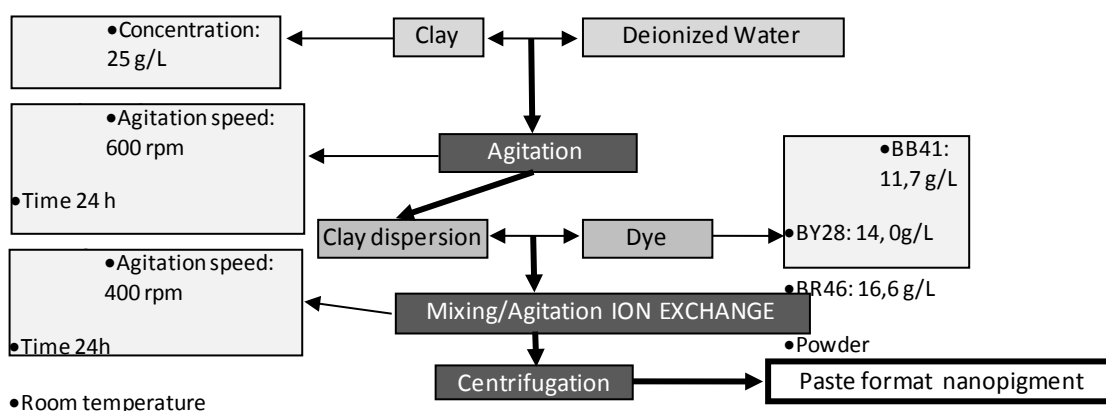 •Concentration:
25 g/L
Clay
Deionized Water
•Agitation speed:
600 rpm
•Time 24 h
Agitation
•BB41:
11,7 g/L
•BY28: 14, 0g/L
•BR46: 16,6 g/L
•Powder
Clay dispersion
Dye
•Agitation speed:
400 rpm
•Time 24h
•Room temperature
Mixing/Agitation ION EXCHANGE
Centrifugation
Paste format nanopigment